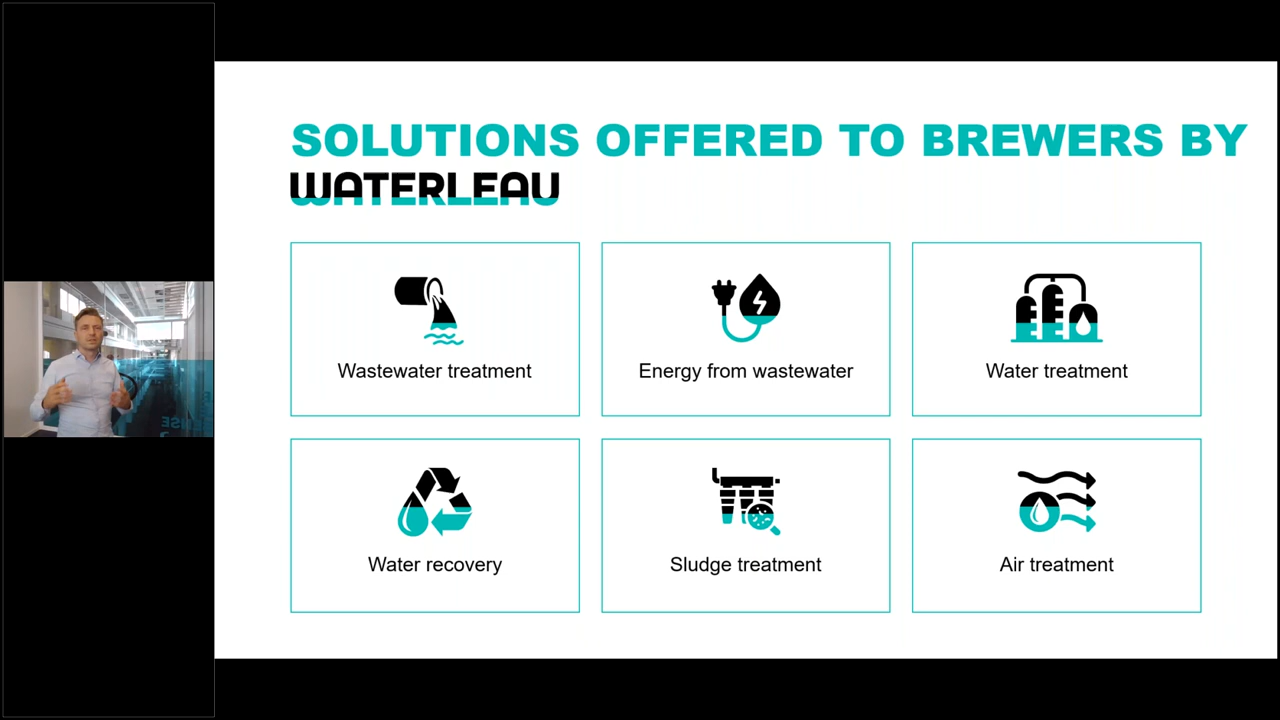 SOLUTIONS OFFERED TO BREWERS BY
WATERLEAU
Wastewater treatment
Energy from wastewater
Water treatment
Water recovery
Sludge treatment
Air treatment